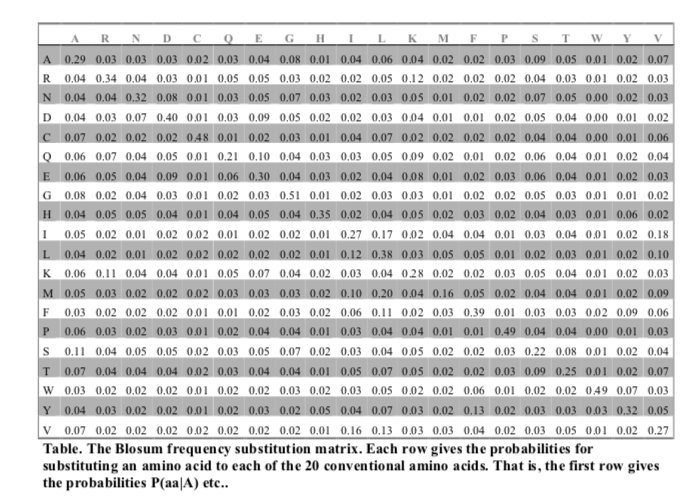 A R N D C Q E G H I L K M F P S T W Y V
A 0.29 0.03 0.03 0.03 0.02 0.03 0.04 0.08 0.01 0.04 0.06 0.04 0.02 0.02 0.03 0.09 0.05 0.01 0.02 0.07
R 0.04 0.34 0.04 0.03 0.01 0.05 0.05 0.03 0.02 0.02 0.05 0.12 0.02 0.02 0.02 0.04 0.03 0.01 0.02 0.03
N 0.04 0.04 0.32 0.08 0.01 0.03 0.05 0.07 0.03 0.02 0.03 0.05 0.01 0.02 0.02 0.07 0.05 0.00 0.02 0.03
D 0.04 0.03 0.07 0.40 0.01 0.03 0.09 0.05 0.02 0.02 0.03 0.04 0.01 0.01 0.02 0.05 0.04 0.00 0.01 0.02
C 0.07 0.02 0.02 0.02 0.48 0.01 0.02 0.03 0.01 0.04 0.07 0.02 0.02 0.02 0.02 0.04 0.04 0.00 0.01 0.06
Q 0.06 0.07 0.04 0.05 0.01 0.21 0.10 0.04 0.03 0.03 0.05 0.09 0.02 0.01 0.02 0.06 0.04 0.01 0.02 0.04
E 0.06 0.05 0.04 0.09 0.01 0.06 0.30 0.04 0.03 0.02 0.04 0.08 0.01 0.02 0.03 0.06 0.04 0.01 0.02 0.03
G 0.08 0.02 0.04 0.03 0.01 0.02 0.03 0.51 0.01 0.02 0.03 0.03 0.01 0.02 0.02 0.05 0.03 0.01 0.01 0.02
H 0.04 0.05 0.05 0.04 0.01 0.04 0.05 0.04 0.35 0.02 0.04 0.05 0.02 0.03 0.02 0.04 0.03 0.01 0.06 0.02
I 0.05 0.02 0.01 0.02 0.02 0.01 0.02 0.02 0.01 0.27 0.17 0.02 0.04 0.04 0.01 0.03 0.04 0.01 0.02 0.18
L 0.04 0.02 0.01 0.02 0.02 0.02 0.02 0.02 0.01 0.12 0.38 0.03 0.05 0.05 0.01 0.02 0.03 0.01 0.02 0.10
K 0.06 0.11 0.04 0.04 0.01 0.05 0.07 0.04 0.02 0.03 0.04 0.28 0.02 0.02 0.03 0.05 0.04 0.01 0.02 0.03
M 0.05 0.03 0.02 0.02 0.02 0.03 0.03 0.03 0.02 0.10 0.20 0.04 0.16 0.05 0.02 0.04 0.04 0.01 0.02 0.09
F 0.03 0.02 0.02 0.02 0.01 0.01 0.02 0.03 0.02 0.06 0.11 0.02 0.03 0.39 0.01 0.03 0.03 0.02 0.09 0.06
P 0.06 0.03 0.02 0.03 0.01 0.02 0.04 0.04 0.01 0.03 0.04 0.04 0.01 0.01 0.49 0.04 0.04 0.00 0.01 0.03
S 0.11 0.04 0.05 0.05 0.02 0.03 0.05 0.07 0.02 0.03 0.04 0.05 0.02 0.02 0.03 0.22 0.08 0.01 0.02 0.04
T 0.07 0.04 0.04 0.04 0.02 0.03 0.04 0.04 0.01 0.05 0.07 0.05 0.02 0.02 0.03 0.09 0.25 0.01 0.02 0.07
W 0.03 0.02 0.02 0.02 0.01 0.02 0.02 0.03 0.02 0.03 0.05 0.02 0.02 0.06 0.01 0.02 0.02 0.49 0.07 0.03
Y 0.04 0.03 0.02 0.02 0.01 0.02 0.03 0.02 0.05 0.04 0.07 0.03 0.02 0.13 0.02 0.03 0.03 0.03 0.32 0.05
V 0.07 0.02 0.02 0.02 0.02 0.02 0.02 0.02 0.01 0.16 0.13 0.03 0.03 0.04 0.02 0.03 0.05 0.01 0.02 0.27
Table. The Blosum frequency substitution matrix. Each row gives the probabilities for
substituting an amino acid to each of the 20 conventional amino acids. That is, the first row gives
the probabilities P(aa|A) etc..